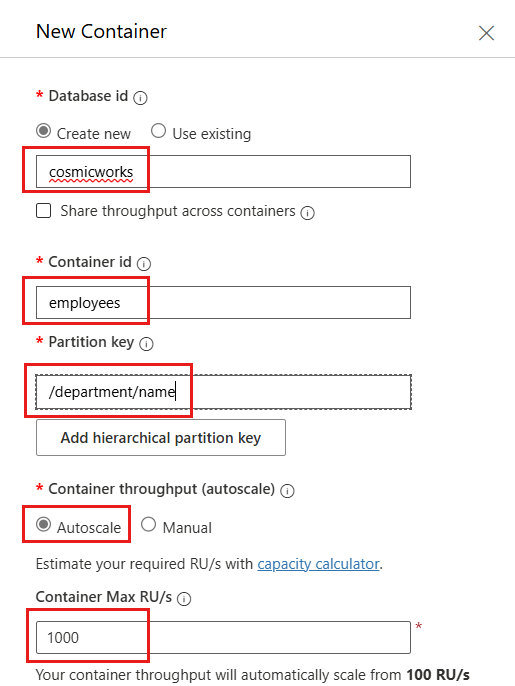 New Container
* Database id
Create new Use existing
cosmicworks
Share throughput across containers
* Container id
employees
* Partition key
/department/name
Add hierarchical partition key
* Container throughput (autoscale)
Autoscale Manual
Estimate your required RU/s with capacity calculator.
Container Max RU/s
1000 *
Your container throughput will automatically scale from 100 RU/s